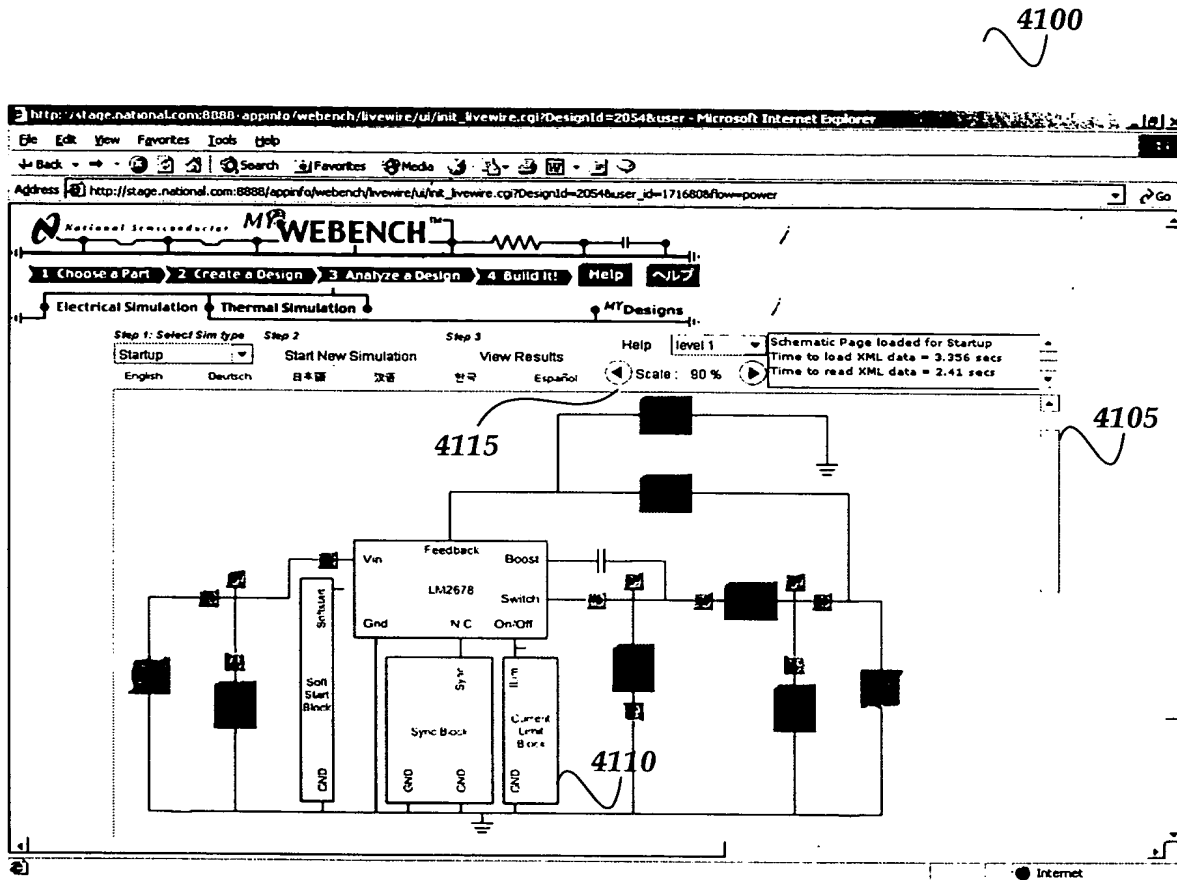 4100
http://stage.national.com:8888-appinfo/webench/livewire/ui/init_livewire.cgi?DesignId=2054&user - Microsoft Internet Explorer
File Edit View Favorites Tools Help
Back Search Favorites Media
Address http://stage.national.com:8888/appinfo/webench/livewire/ui/init_livewire.cgi?DesignId=2054&user_id=171680&flow=power Go
National Semiconductor MY WEBENCH™
1 Choose a Part 2 Create a Design 3 Analyze a Design 4 Build It! Help ヘルプ
Electrical Simulation Thermal Simulation MY Designs
Step 1: Select Sim type Step 2 Step 3
Startup Start New Simulation View Results Help level 1
English Deutsch 日本語 汉语 한국 Español Scale : 90 %
Schematic Page loaded for Startup
Time to load XML data = 3.356 secs
Time to read XML data = 2.41 secs
4115
4105
Vin Feedback Boost
LM2678
Switch
Gnd N C On/Off
Soft Start Block
GND
Sync
Sync Block
GND GND
Current Limit Block
GND
4110
Internet